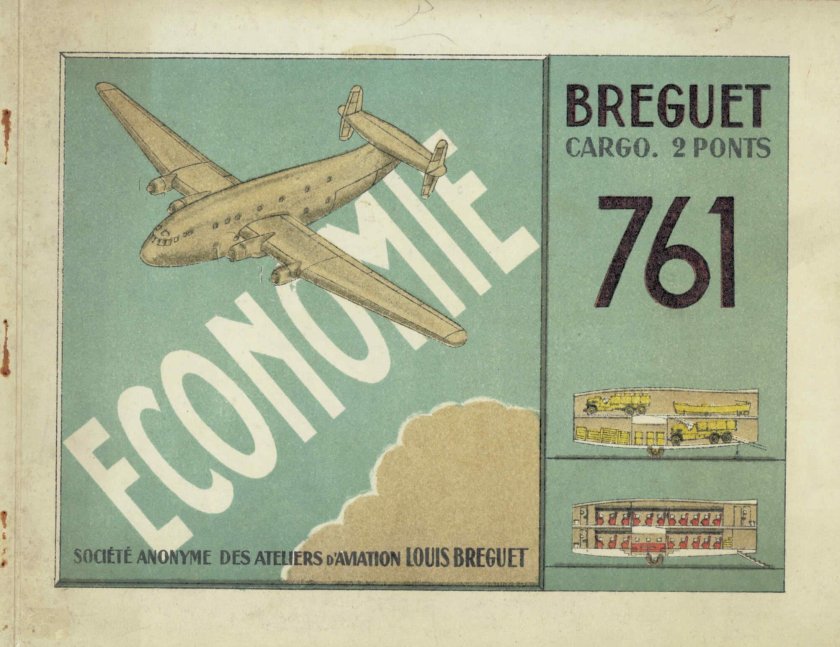 ECONOMIE
SOCIÉTÉ ANONYME DES ATELIERS D'AVIATION LOUIS BREGUET
BREGUET
CARGO. 2 PONTS
761